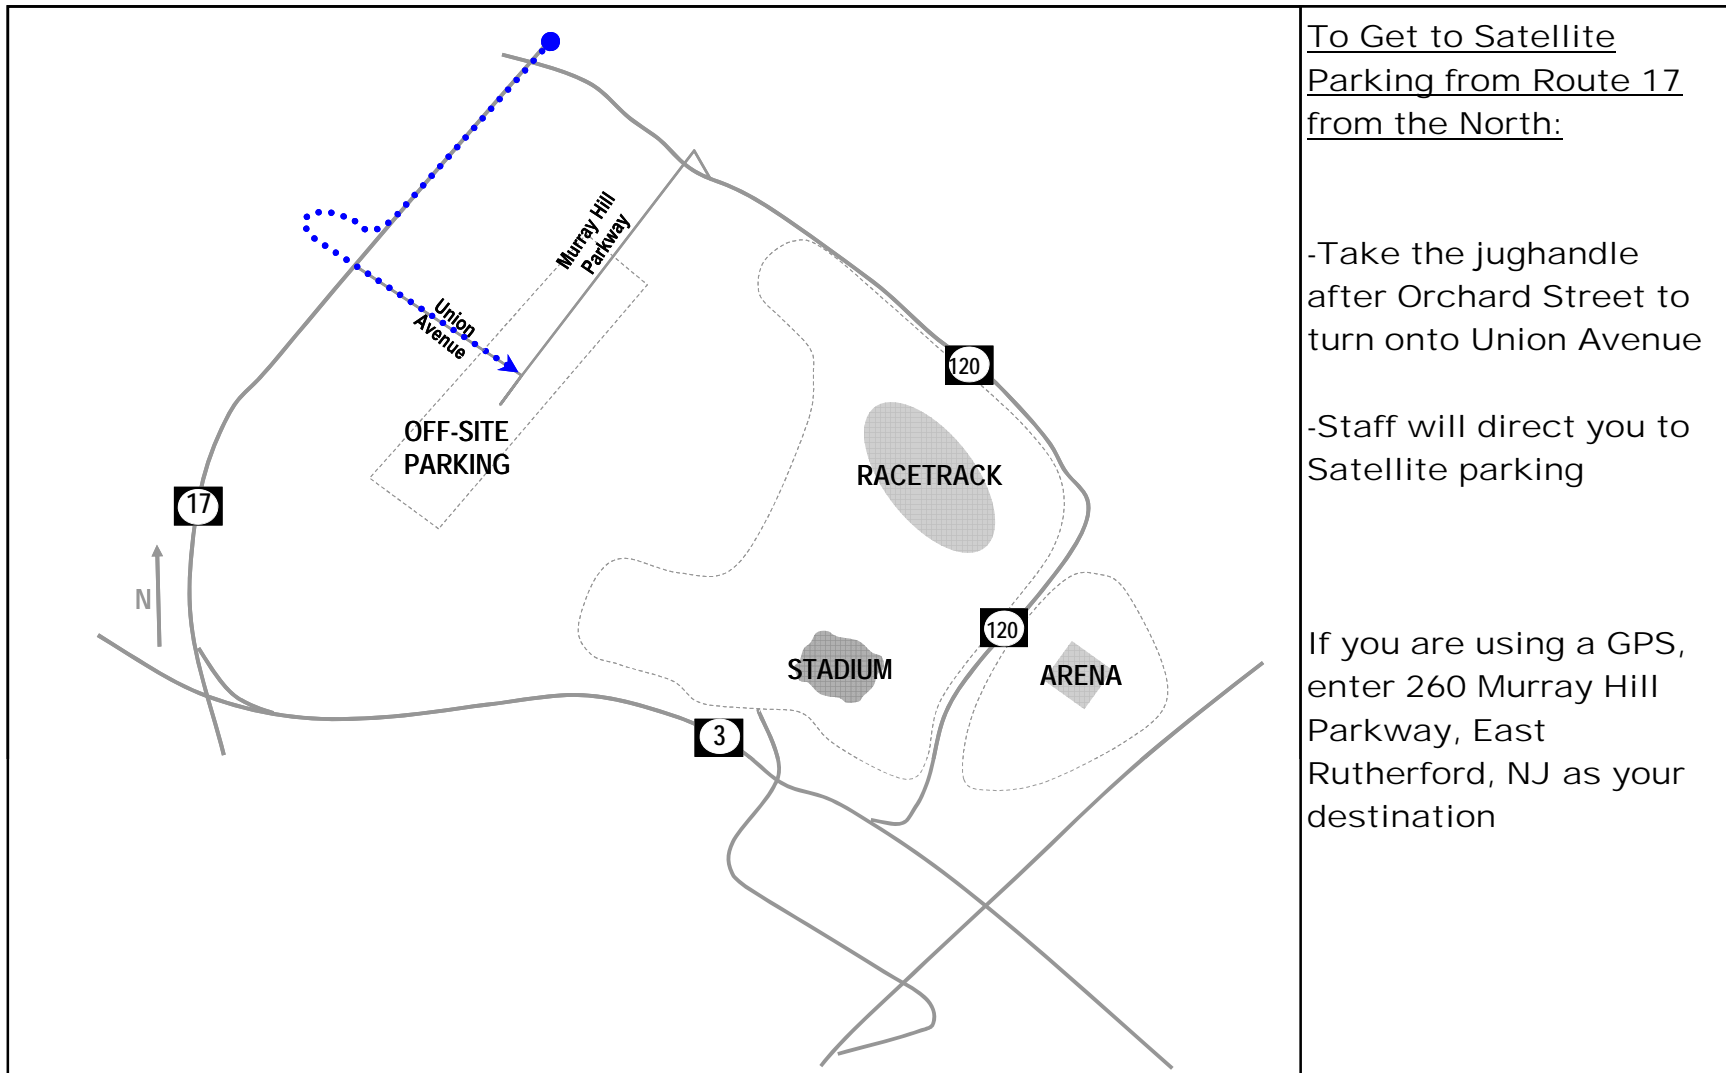 Murray Hill
Parkway
Union
Avenue
120
OFF-SITE
PARKING
RACETRACK
17
N
120
STADIUM
ARENA
3
To Get to Satellite
Parking from Route 17
from the North:
-Take the jughandle
after Orchard Street to
turn onto Union Avenue
-Staff will direct you to
Satellite parking
If you are using a GPS,
enter 260 Murray Hill
Parkway, East
Rutherford, NJ as your
destination